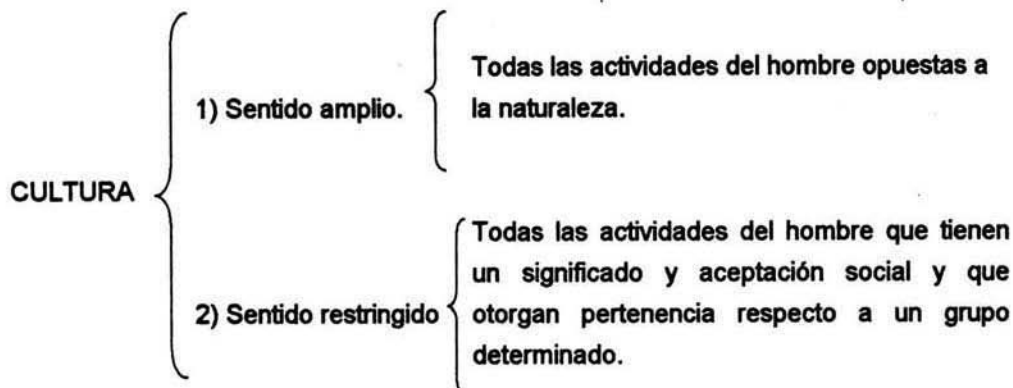 Todas las actividades del hombre opuestas a
1) Sentido amplio.
la naturaleza.
CULTURA
Todas las actividades del hombre que tienen
un significado y aceptación social y que
2) Sentido restringido
otorgan pertenencia respecto a un grupo
determinado.